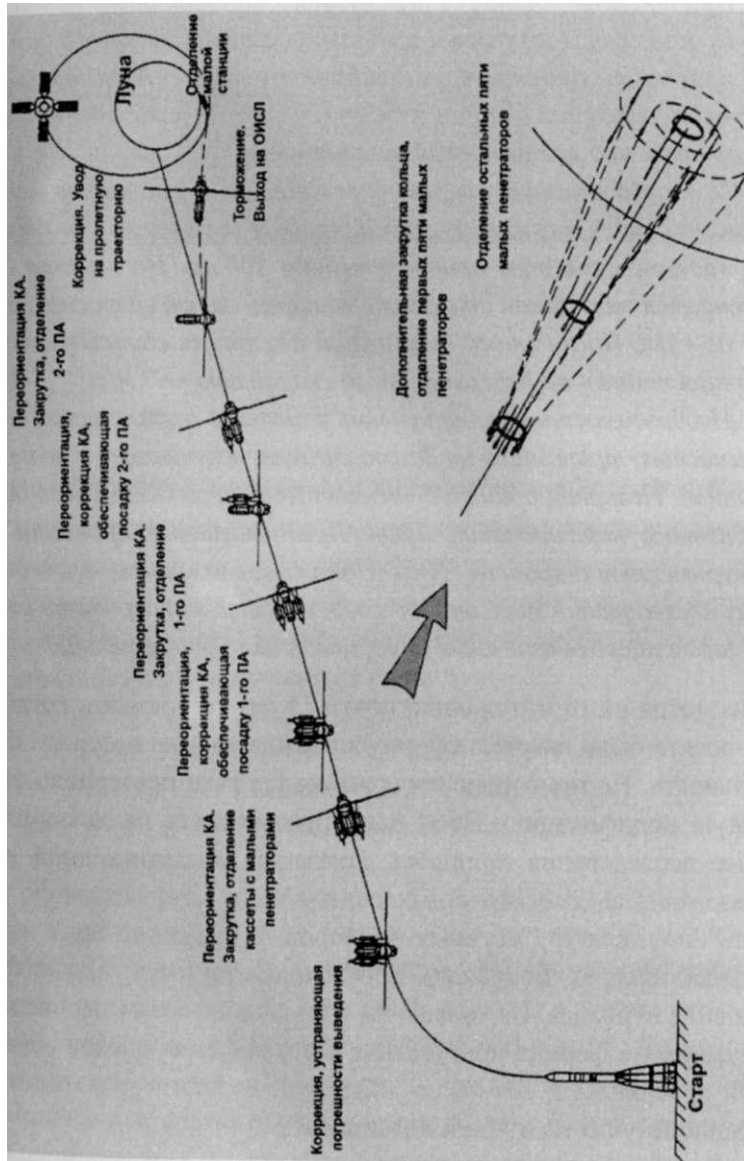 Старт
Коррекция, устраняющая
погрешности выведения
Переориентация КА.
Закрутка, отделение
кассеты с малыми
пенетраторами
Переориентация,
коррекция КА,
обеспечивающая
посадку 1-го ПА
Переориентация КА.
Закрутка, отделение
1-го ПА
Переориентация,
коррекция КА,
обеспечивающая
посадку 2-го ПА
Переориентация КА.
Закрутка, отделение
2-го ПА
Коррекция. Увод
на пролетную
траекторию
Луна
Отделение
малой
станции
Торможение.
Выход на ОИСЛ
Дополнительная закрутка кольца,
отделение первых пяти малых
пенетраторов
Отделение остальных пяти
малых пенетраторов